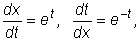 dx/dt = e^t, dt/dx = e^-t,